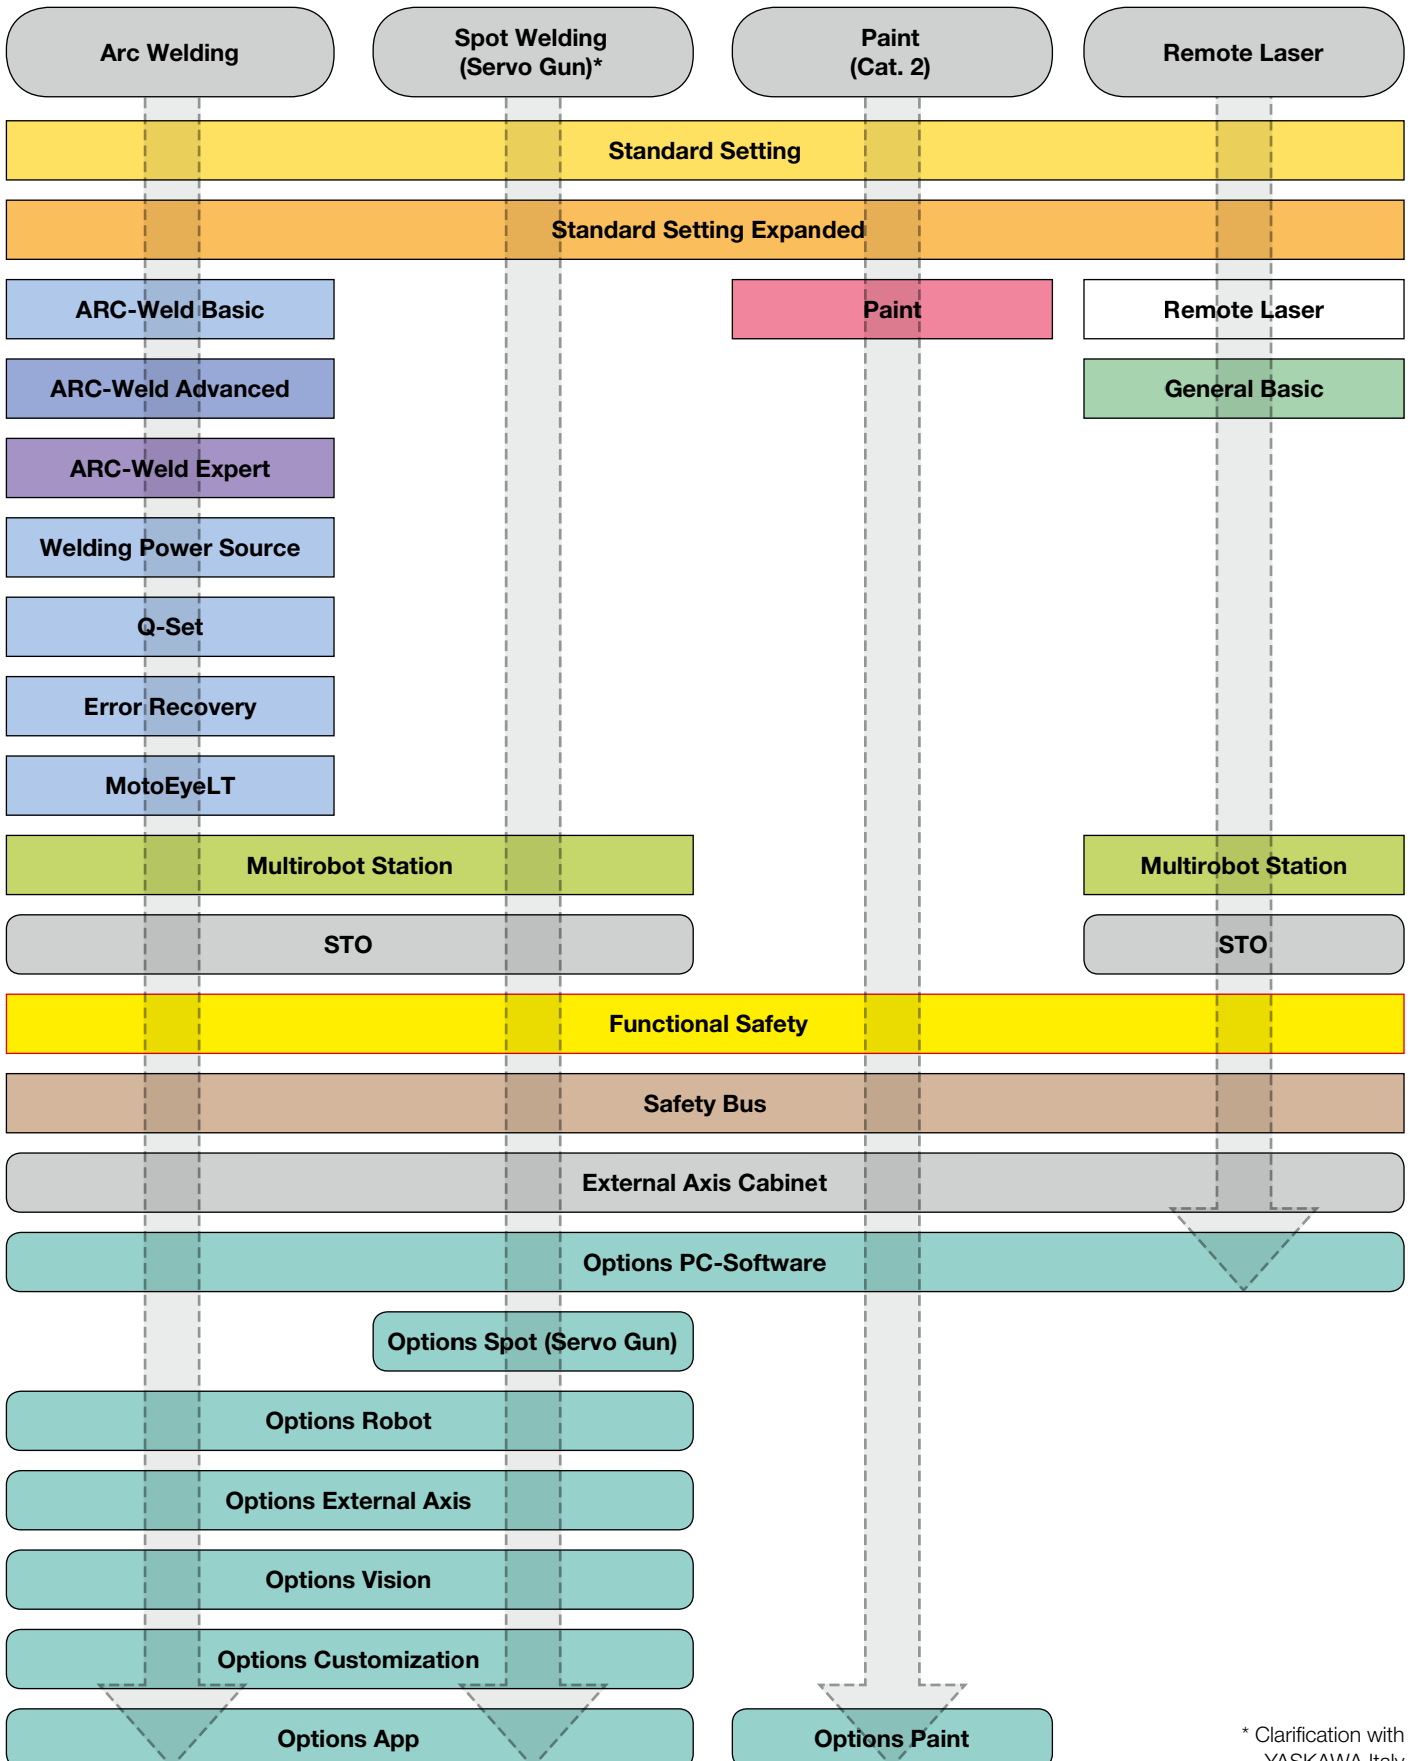 Arc Welding
Spot Welding
(Servo Gun)*
Paint
(Cat. 2)
Remote Laser
Standard Setting
Standard Setting Expanded
ARC-Weld Basic
Paint
Remote Laser
ARC-Weld Advanced
General Basic
ARC-Weld Expert
Welding Power Source
Q-Set
Error Recovery
MotoEyeLT
Multirobot Station
Multirobot Station
STO
STO
Functional Safety
Safety Bus
External Axis Cabinet
Options PC-Software
Options Spot (Servo Gun)
Options Robot
Options External Axis
Options Vision
Options Customization
Options App
Options Paint
* Clarification with
YASKAWA Italy